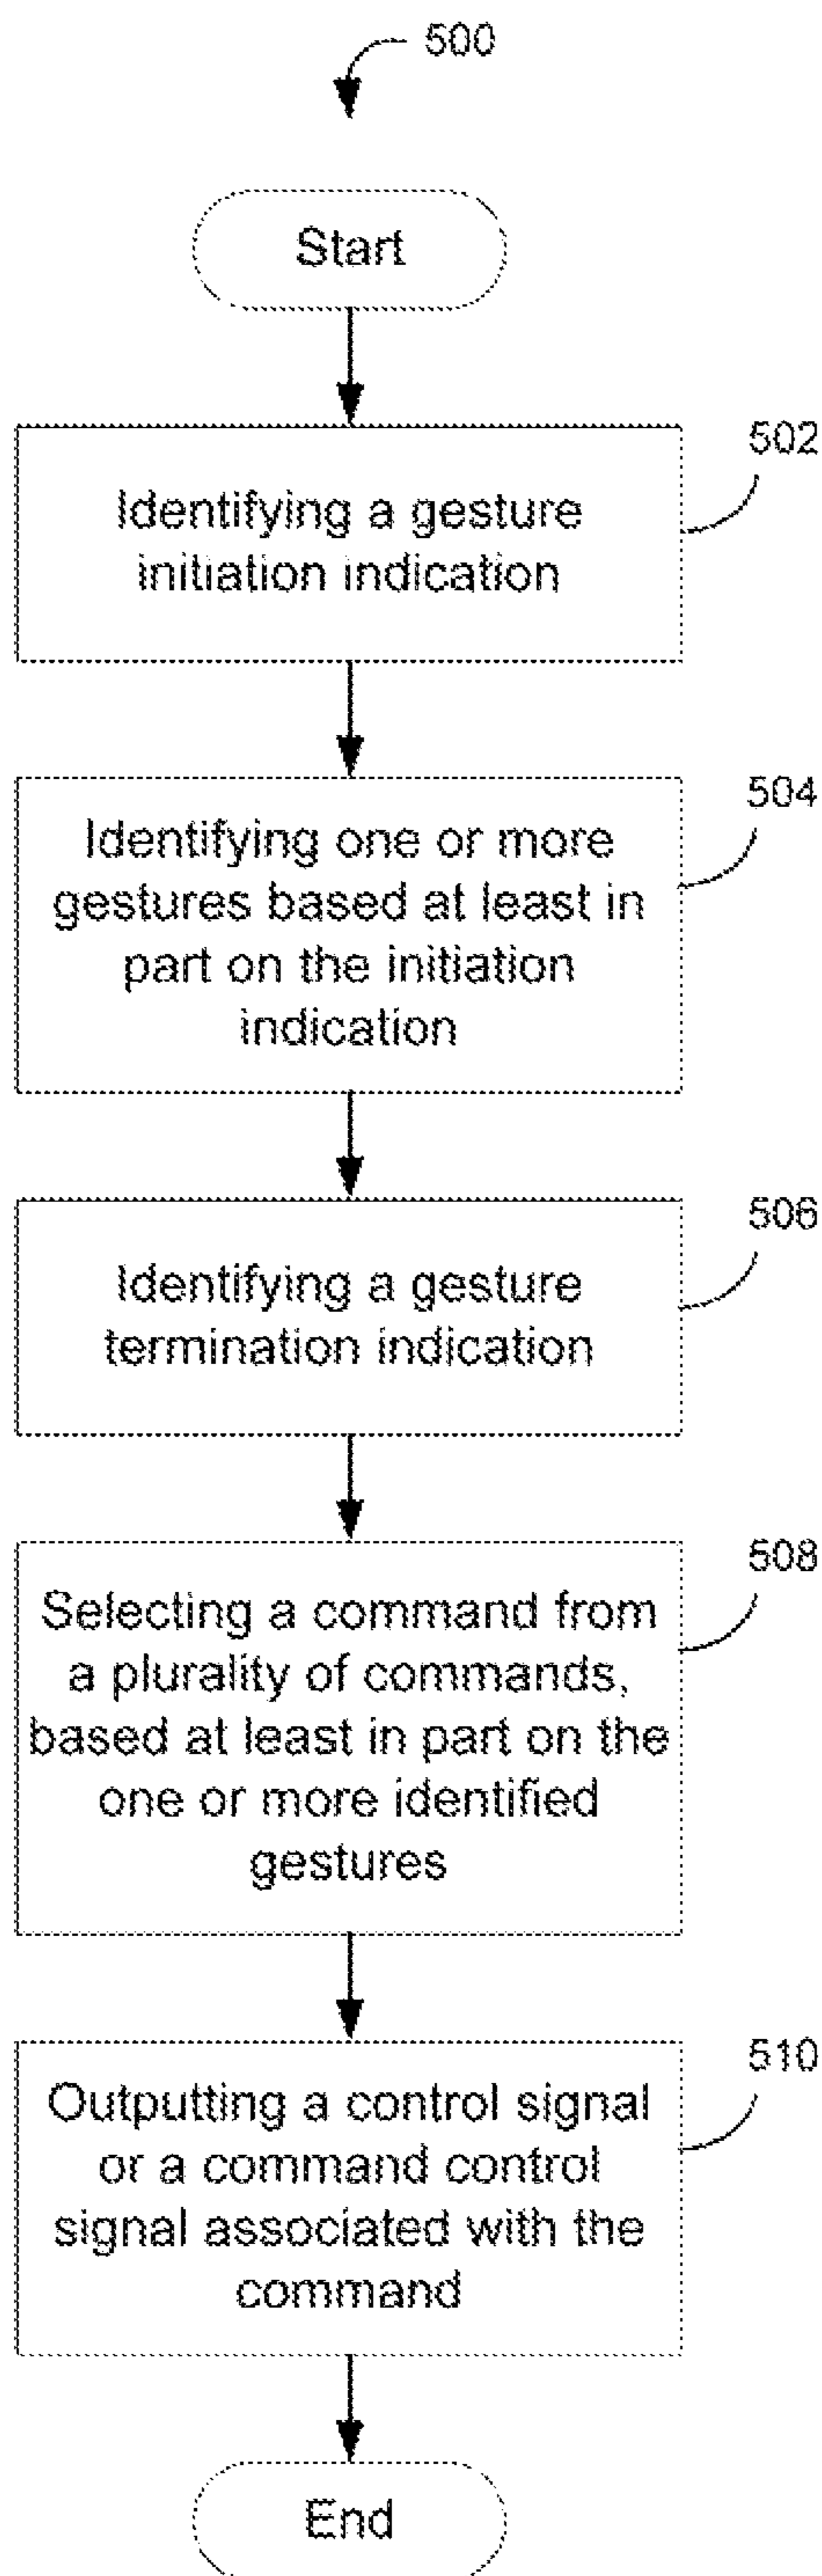 500
Start
502
Identifying a gesture
initiation indication
504
Identifying one or more
gestures based at least in
part on the initiation
indication
506
Identifying a gesture
termination indication
508
Selecting a command from
a plurality of commands,
based at least in part on the
one or more identified
gestures
510
Outputting a control signal
or a command control
signal associated with the
command
End